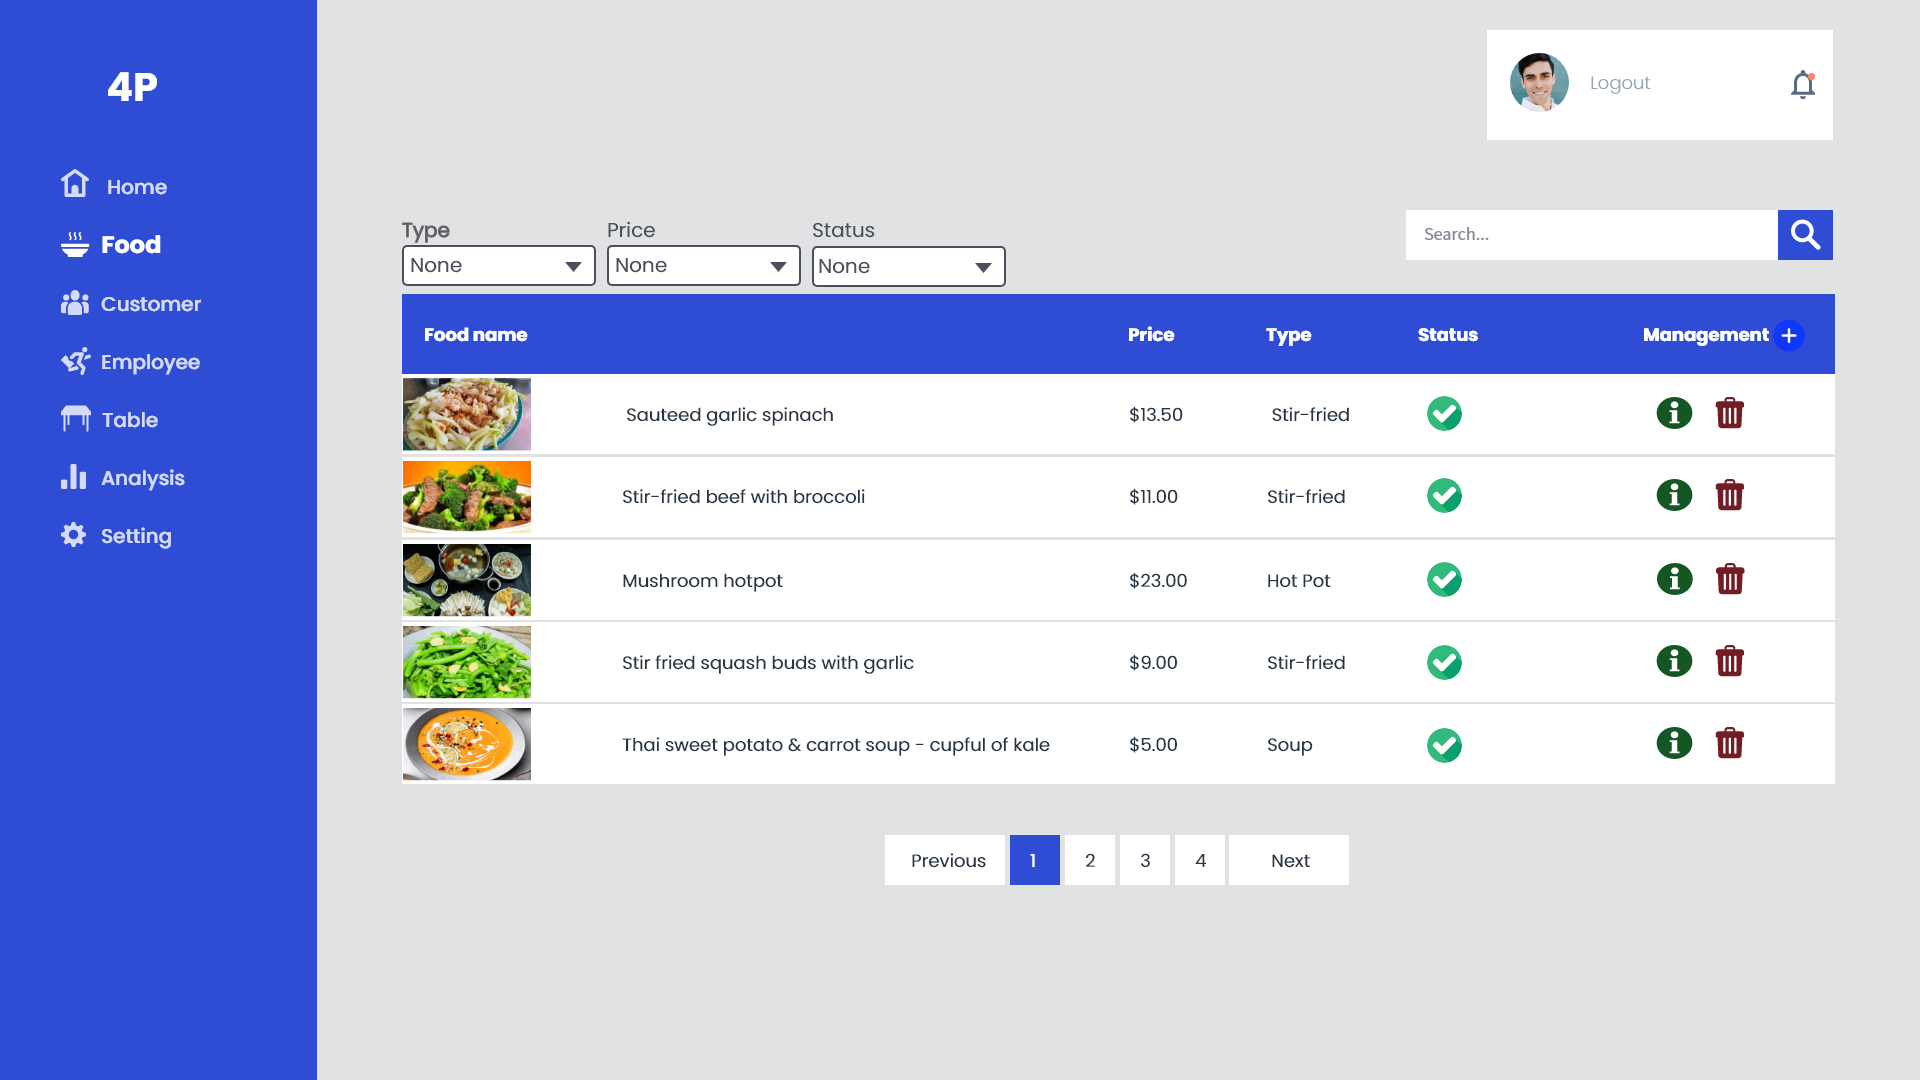 4P
Home
Food
Customer
Employee
Table
Analysis
Setting
Logout
Type Price Status
None None None
Search...
Food name Price Type Status Management
Sauteed garlic spinach $13.50 Stir-fried
Stir-fried beef with broccoli $11.00 Stir-fried
Mushroom hotpot $23.00 Hot Pot
Stir fried squash buds with garlic $9.00 Stir-fried
Thai sweet potato & carrot soup - cupful of kale $5.00 Soup
Previous 1 2 3 4 Next